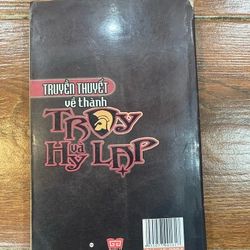 TRUYỀN THUYẾT
về thành
TROY
và
HY LẠP